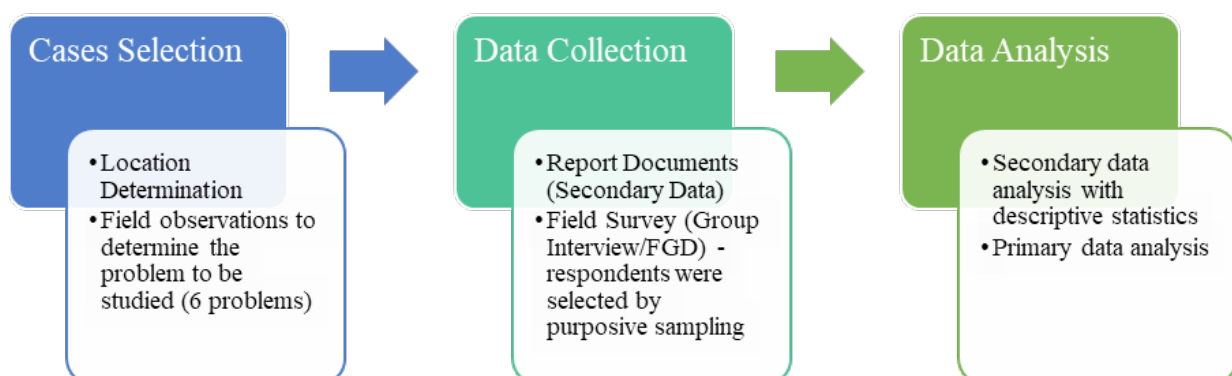 Cases Selection
•Location
Determination
•Field observations to
determine the
problem to be
studied (6 problems)
Data Collection
•Report Documents
(Secondary Data)
•Field Survey (Group
Interview/FGD) -
respondents were
selected by
purposive sampling
Data Analysis
•Secondary data
analysis with
descriptive statistics
•Primary data analysis